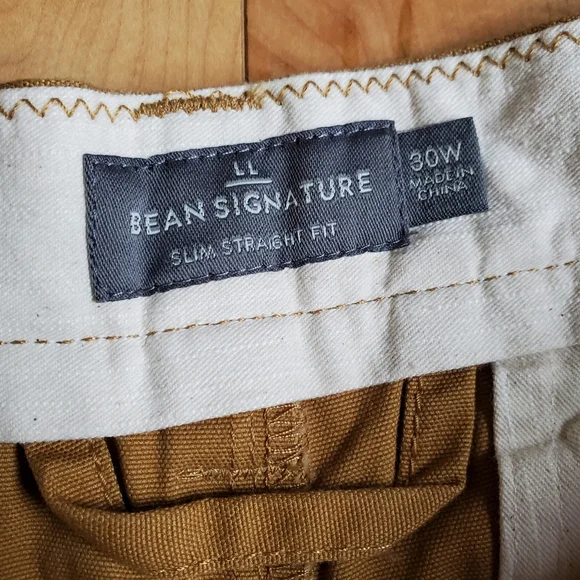 LL
BEAN SIGNATURE
SLIM STRAIGHT FIT
30W
MADE IN
CHINA